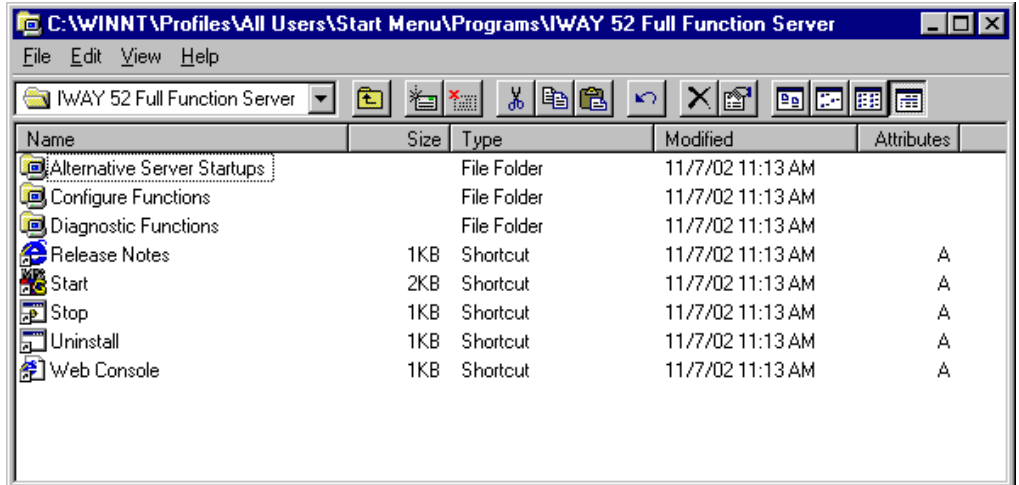 C:\WINNT\Profiles\All Users\Start Menu\Programs\IWAY 52 Full Function Server
File Edit View Help
IWAY 52 Full Function Server
Name Size Type Modified Attributes
Alternative Server Startups File Folder 11/7/02 11:13 AM
Configure Functions File Folder 11/7/02 11:13 AM
Diagnostic Functions File Folder 11/7/02 11:13 AM
Release Notes 1KB Shortcut 11/7/02 11:13 AM A
Start 2KB Shortcut 11/7/02 11:13 AM A
Stop 1KB Shortcut 11/7/02 11:13 AM A
Uninstall 1KB Shortcut 11/7/02 11:13 AM A
Web Console 1KB Shortcut 11/7/02 11:13 AM A